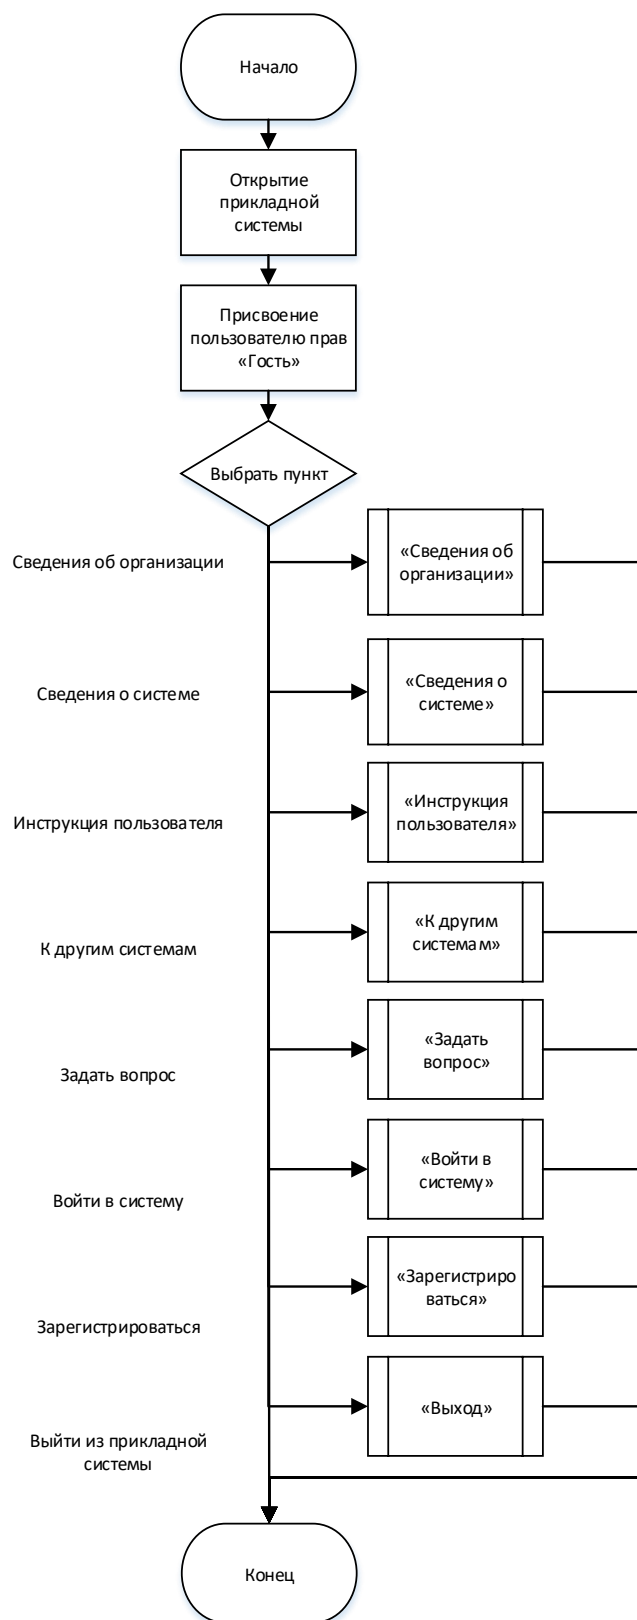 Начало
Открытие
прикладной
системы
Присвоение
пользователю прав
«Гость»
Выбрать пункт
Сведения об организации
«Сведения об
организации»
Сведения о системе
«Сведения о
системе»
Инструкция пользователя
«Инструкция
пользователя»
К другим системам
«К другим
системам»
Задать вопрос
«Задать
вопрос»
Войти в систему
«Войти в
систему»
Зарегистрироваться
«Зарегистриро
ваться»
Выйти из прикладной
системы
«Выход»
Конец